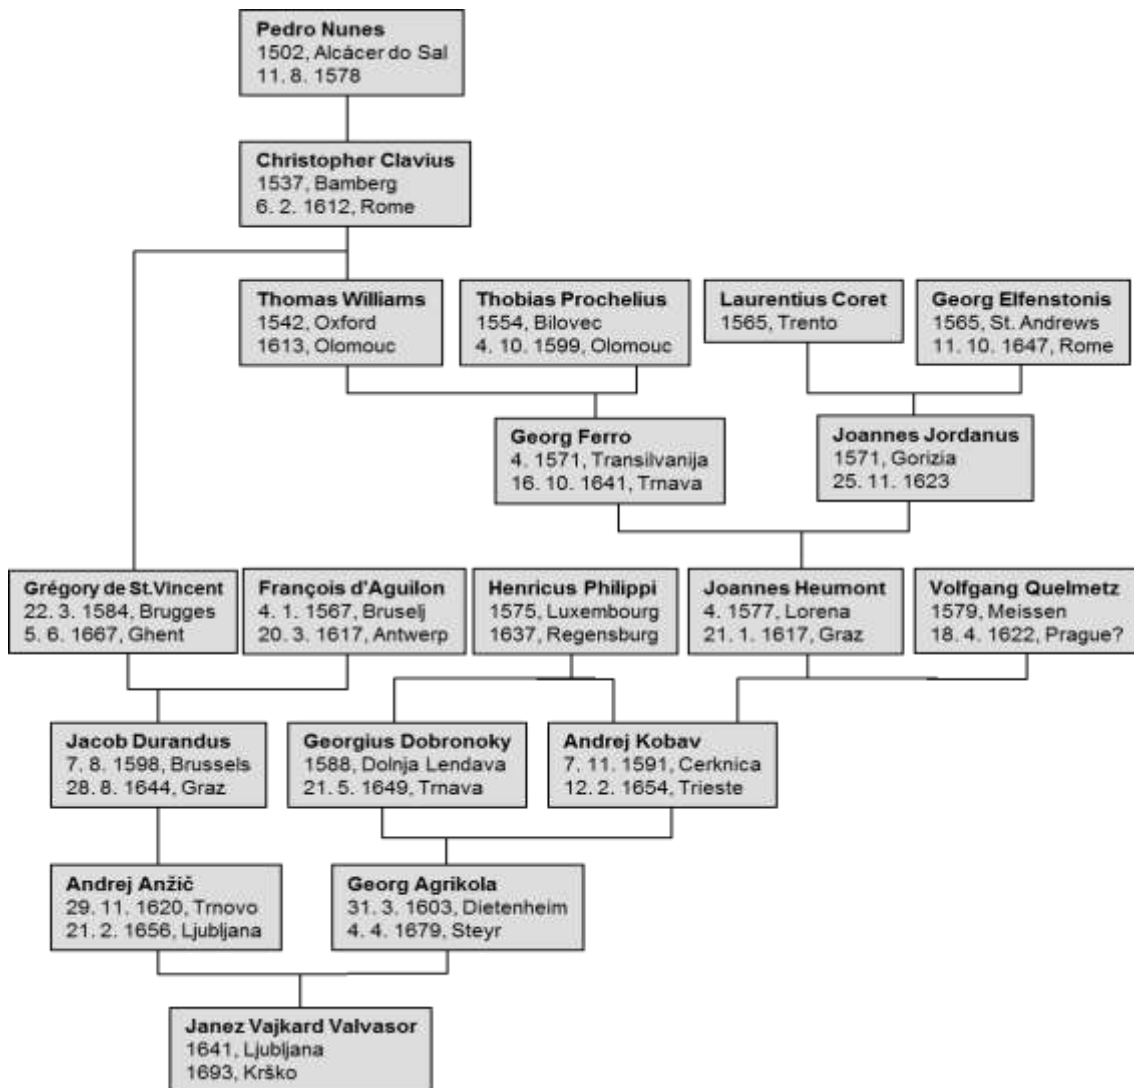 Pedro Nunes
1502, Alcácer do Sal
11. 8. 1578
Christopher Clavius
1537, Bamberg
6. 2. 1612, Rome
Thomas Williams
1542, Oxford
1613, Olomouc
Thobias Prochelius
1554, Bilovec
4. 10. 1599, Olomouc
Laurentius Coret
1565, Trento
Georg Elfenstonis
1565, St. Andrews
11. 10. 1647, Rome
Georg Ferro
4. 1571, Transilvanija
16. 10. 1641, Trnava
Joannes Jordanus
1571, Gorizia
25. 11. 1623
Grégory de St.Vincent
22. 3. 1584, Brugges
5. 6. 1667, Ghent
François d'Aguilon
4. 1. 1567, Bruselj
20. 3. 1617, Antwerp
Henricus Philippi
1575, Luxembourg
1637, Regensburg
Joannes Heumont
4. 1577, Lorena
21. 1. 1617, Graz
Volfgang Quelmetz
1579, Meissen
18. 4. 1622, Prague?
Jacob Durandus
7. 8. 1598, Brussels
28. 8. 1644, Graz
Georgius Dobronoky
1588, Dolnja Lendava
21. 5. 1649, Trnava
Andrej Kobav
7. 11. 1591, Cerknica
12. 2. 1654, Trieste
Andrej Anžič
29. 11. 1620, Trnovo
21. 2. 1656, Ljubljana
Georg Agrikola
31. 3. 1603, Dietenheim
4. 4. 1679, Steyr
Janez Vajkard Valvasor
1641, Ljubljana
1693, Krško